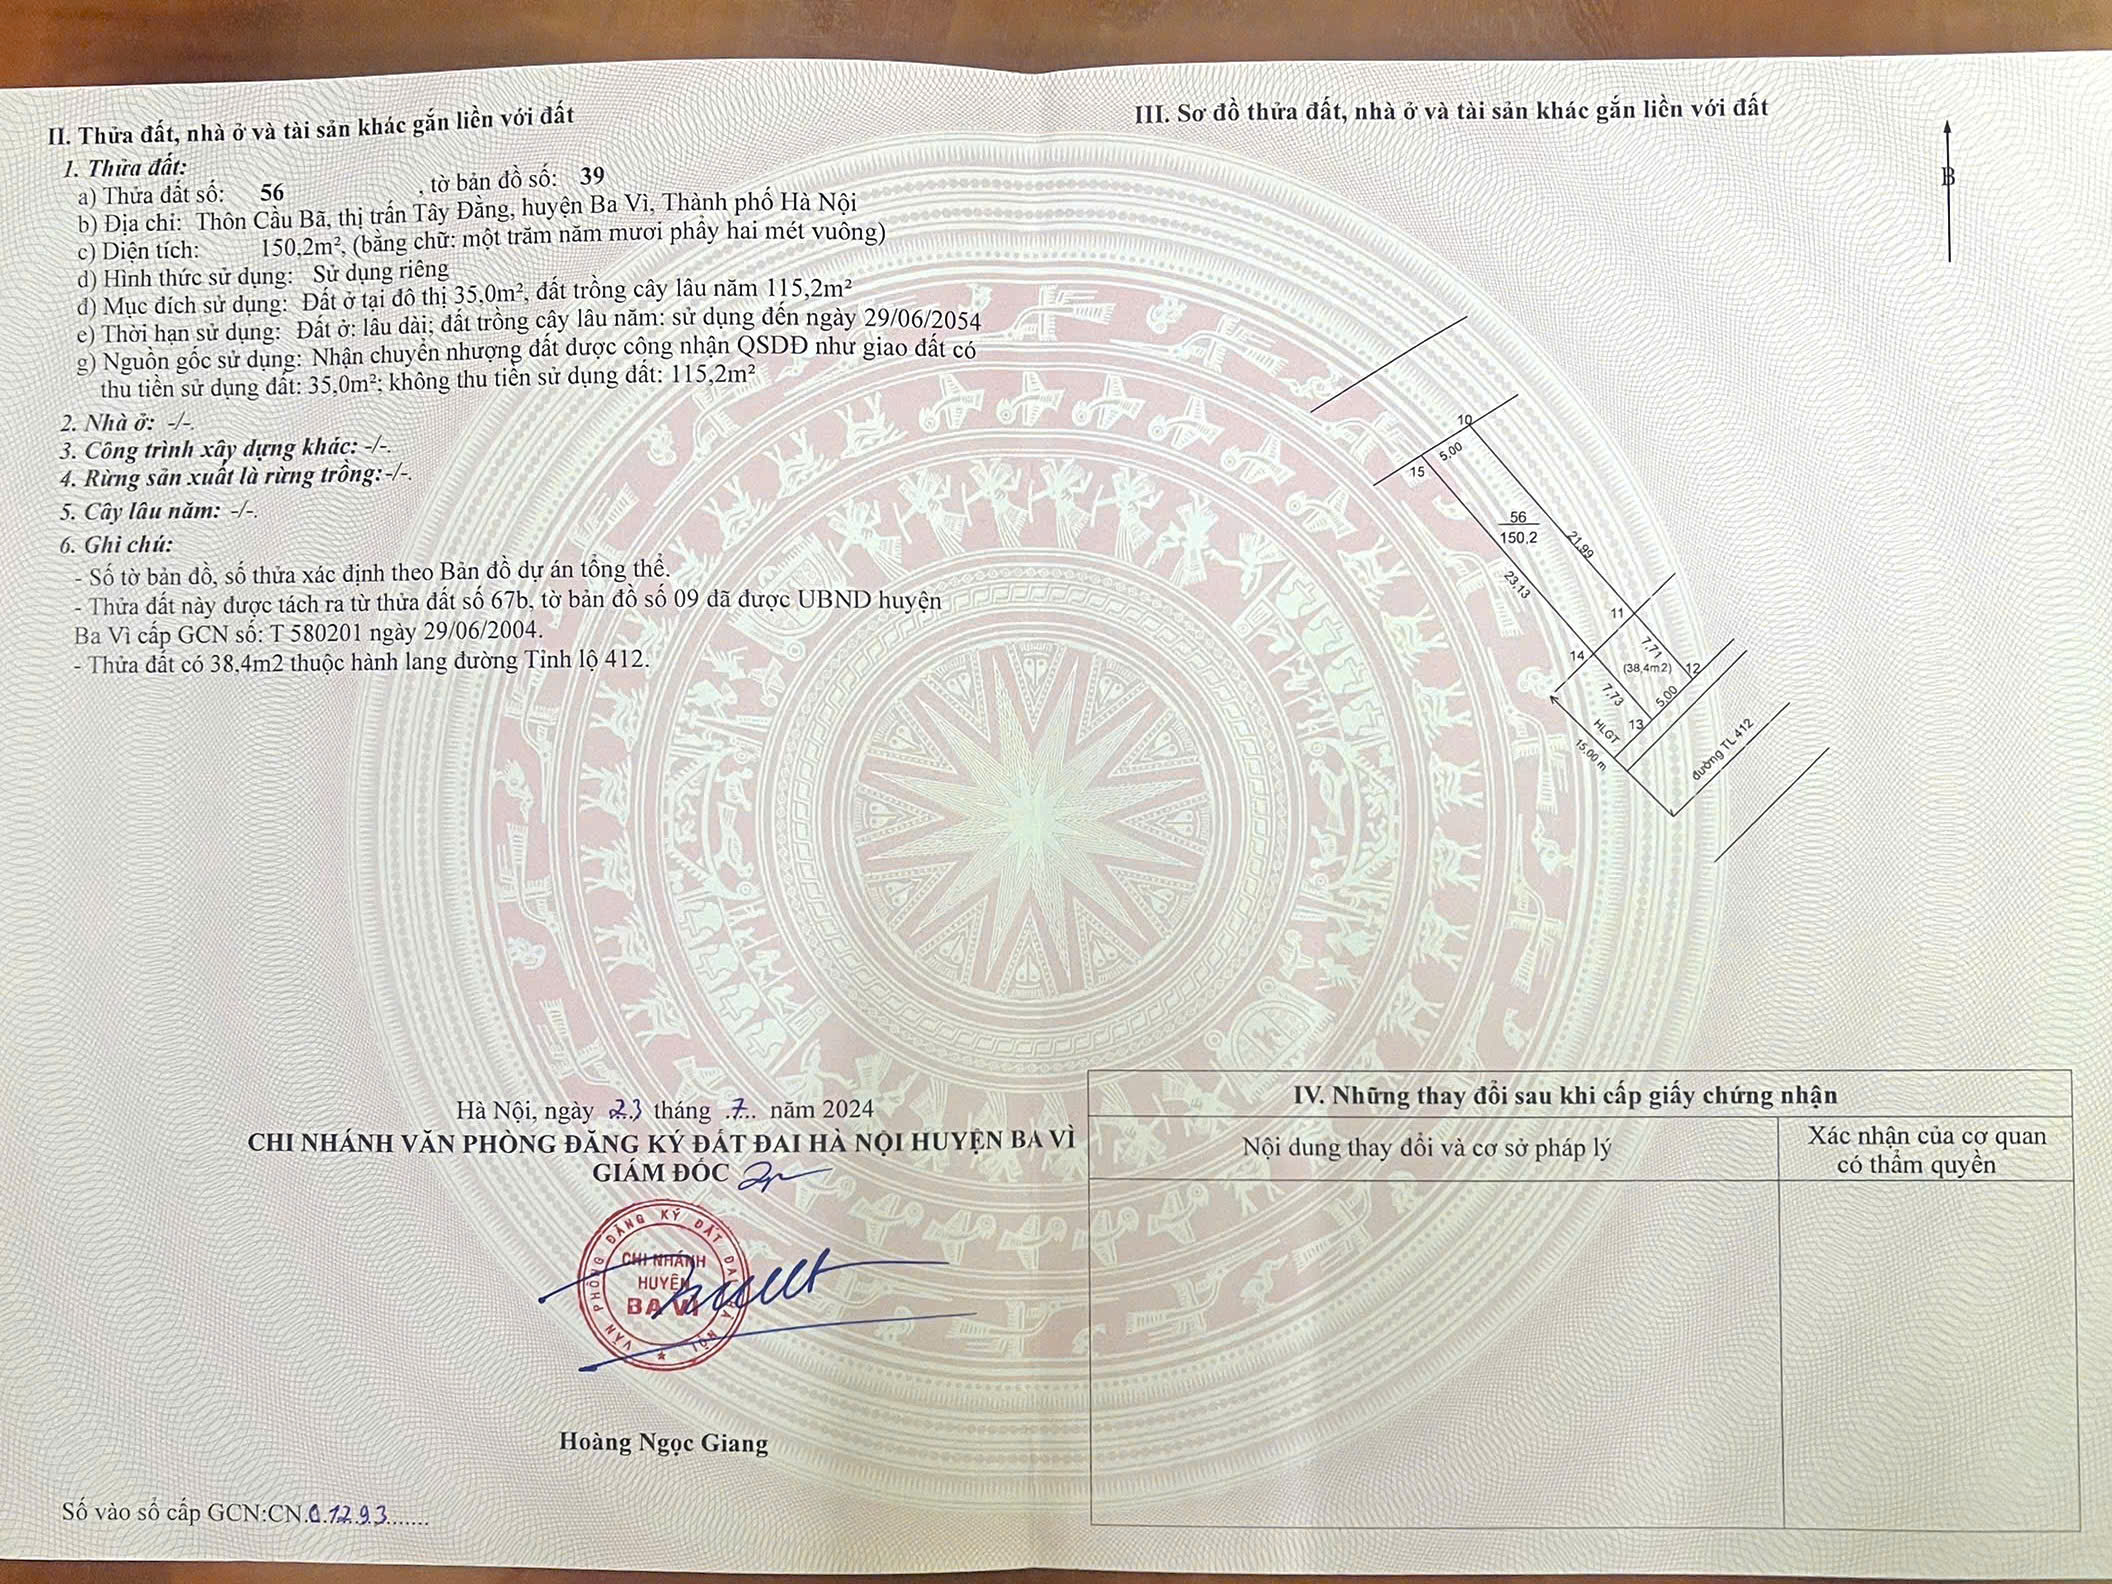 II. Thửa đất, nhà ở và tài sản khác gắn liền với đất
1. Thửa đất:
a) Thửa đất số: 56 , tờ bản đồ số: 39
b) Địa chỉ: Thôn Cầu Bã, thị trấn Tây Đằng, huyện Ba Vì, Thành phố Hà Nội
c) Diện tích: 150,2m², (bằng chữ: một trăm năm mươi phẩy hai mét vuông)
d) Hình thức sử dụng: Sử dụng riêng
đ) Mục đích sử dụng: Đất ở tại đô thị 35,0m², đất trồng cây lâu năm 115,2m²
e) Thời hạn sử dụng: Đất ở: lâu dài; đất trồng cây lâu năm: sử dụng đến ngày 29/06/2054
g) Nguồn gốc sử dụng: Nhận chuyển nhượng đất được công nhận QSDĐ như giao đất có
thu tiền sử dụng đất: 35,0m²; không thu tiền sử dụng đất: 115,2m²
2. Nhà ở: -/-.
3. Công trình xây dựng khác: -/-.
4. Rừng sản xuất là rừng trồng:-/-.
5. Cây lâu năm: -/-.
6. Ghi chú:
- Số tờ bản đồ, số thửa xác định theo Bản đồ dự án tổng thể.
- Thửa đất này được tách ra từ thửa đất số 67b, tờ bản đồ số 09 đã được UBND huyện
Ba Vì cấp GCN số: T 580201 ngày 29/06/2004.
- Thửa đất có 38,4m2 thuộc hành lang đường Tỉnh lộ 412.
Hà Nội, ngày 23 tháng .7.. năm 2024
CHI NHÁNH VĂN PHÒNG ĐĂNG KÝ ĐẤT ĐAI HÀ NỘI HUYỆN BA VÌ
GIÁM ĐỐC
VĂN PHÒNG ĐĂNG KÝ ĐẤT ĐAI HÀ NỘI
CHI NHÁNH
HUYỆN
BA VÌ
Hoàng Ngọc Giang
Số vào sổ cấp GCN:CN.01293.......
III. Sơ đồ thửa đất, nhà ở và tài sản khác gắn liền với đất
B
10
5.00
15
56
150,2
21,99
23,13
11
14
7,71
(38,4m2)
12
7,73
5,00
13
HLGT
15,00 m
đường TL 412
IV. Những thay đổi sau khi cấp giấy chứng nhận
Nội dung thay đổi và cơ sở pháp lý
Xác nhận của cơ quan
có thẩm quyền